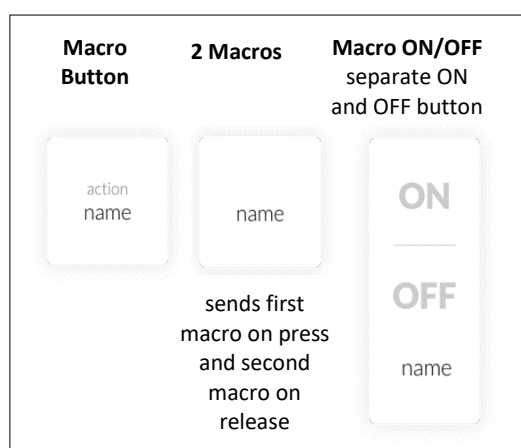 Macro
Button
action
name
2 Macros
name
sends first
macro on press
and second
macro on
release
Macro ON/OFF
separate ON
and OFF button
ON
OFF
name